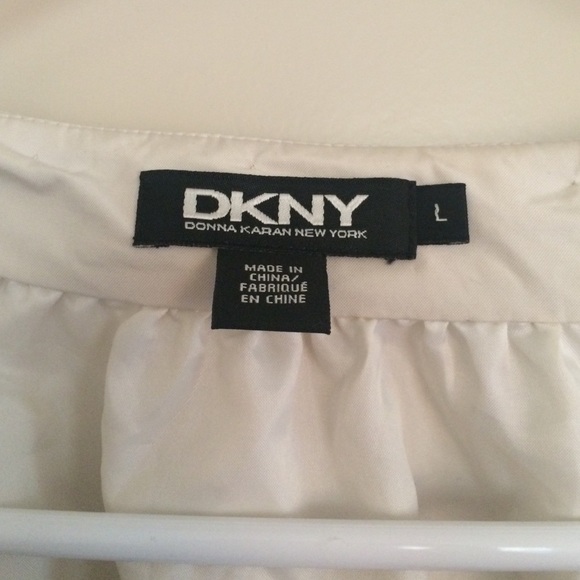 DKNY
DONNA KARAN NEW YORK
L
MADE IN
CHINA/
FABRIQUÉ
EN CHINE